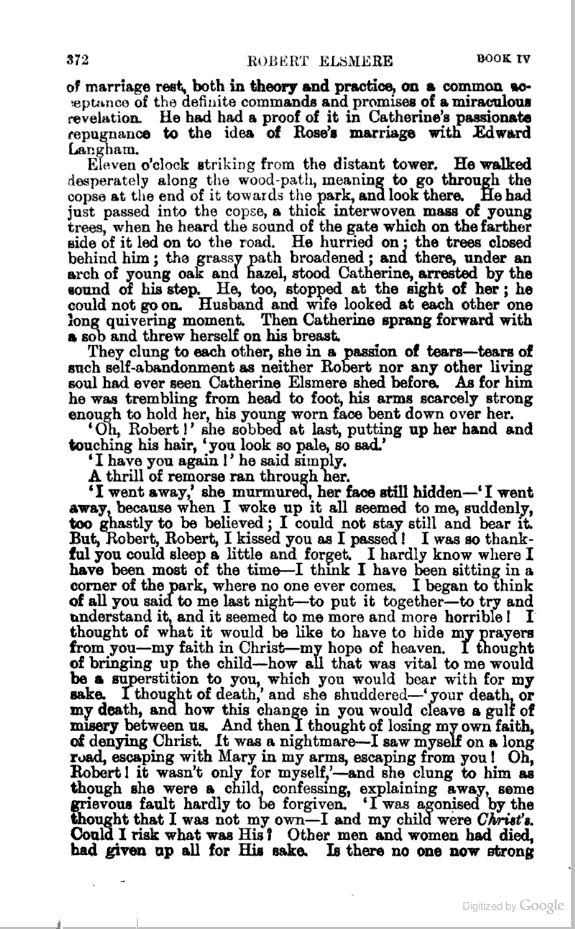 372 ROBERT ELSMERE BOOK IV
of marriage rest, both in theory and practice, on a common ac-
eptance of the definite commands and promises of a miraculous
revelation. He had had a proof of it in Catherine's passionate
repugnance to the idea of Rose's marriage with Edward
Langham.
Eleven o'clock striking from the distant tower. He walked
desperately along the wood-path, meaning to go through the
copse at the end of it towards the park, and look there. He had
just passed into the copse, a thick interwoven mass of young
trees, when he heard the sound of the gate which on the farther
side of it led on to the road. He hurried on; the trees closed
behind him; the grassy path broadened; and there, under an
arch of young oak and hazel, stood Catherine, arrested by the
sound of his step. He, too, stopped at the sight of her; he
could not go on. Husband and wife looked at each other one
long quivering moment. Then Catherine sprang forward with
a sob and threw herself on his breast.
They clung to each other, she in a passion of tears—tears of
such self-abandonment as neither Robert nor any other living
soul had ever seen Catherine Elsmere shed before. As for him
he was trembling from head to foot, his arms scarcely strong
enough to hold her, his young worn face bent down over her.
'Oh, Robert!' she sobbed at last, putting up her hand and
touching his hair, 'you look so pale, so sad.'
'I have you again!' he said simply.
A thrill of remorse ran through her.
'I went away,' she murmured, her face still hidden—'I went
away, because when I woke up it all seemed to me, suddenly,
too ghastly to be believed; I could not stay still and bear it.
But, Robert, Robert, I kissed you as I passed! I was so thank-
ful you could sleep a little and forget. I hardly know where I
have been most of the time—I think I have been sitting in a
corner of the park, where no one ever comes. I began to think
of all you said to me last night—to put it together—to try and
understand it, and it seemed to me more and more horrible! I
thought of what it would be like to have to hide my prayers
from you—my faith in Christ—my hope of heaven. I thought
of bringing up the child—how all that was vital to me would
be a superstition to you, which you would bear with for my
sake. I thought of death,' and she shuddered—'your death, or
my death, and how this change in you would cleave a gulf of
misery between us. And then I thought of losing my own faith,
of denying Christ. It was a nightmare—I saw myself on a long
road, escaping with Mary in my arms, escaping from you! Oh,
Robert! it wasn't only for myself,'—and she clung to him as
though she were a child, confessing, explaining away, some
grievous fault hardly to be forgiven. 'I was agonised by the
thought that I was not my own—I and my child were Christ's.
Could I risk what was His? Other men and women had died,
had given up all for His sake. Is there no one now strong
Digitized by Google